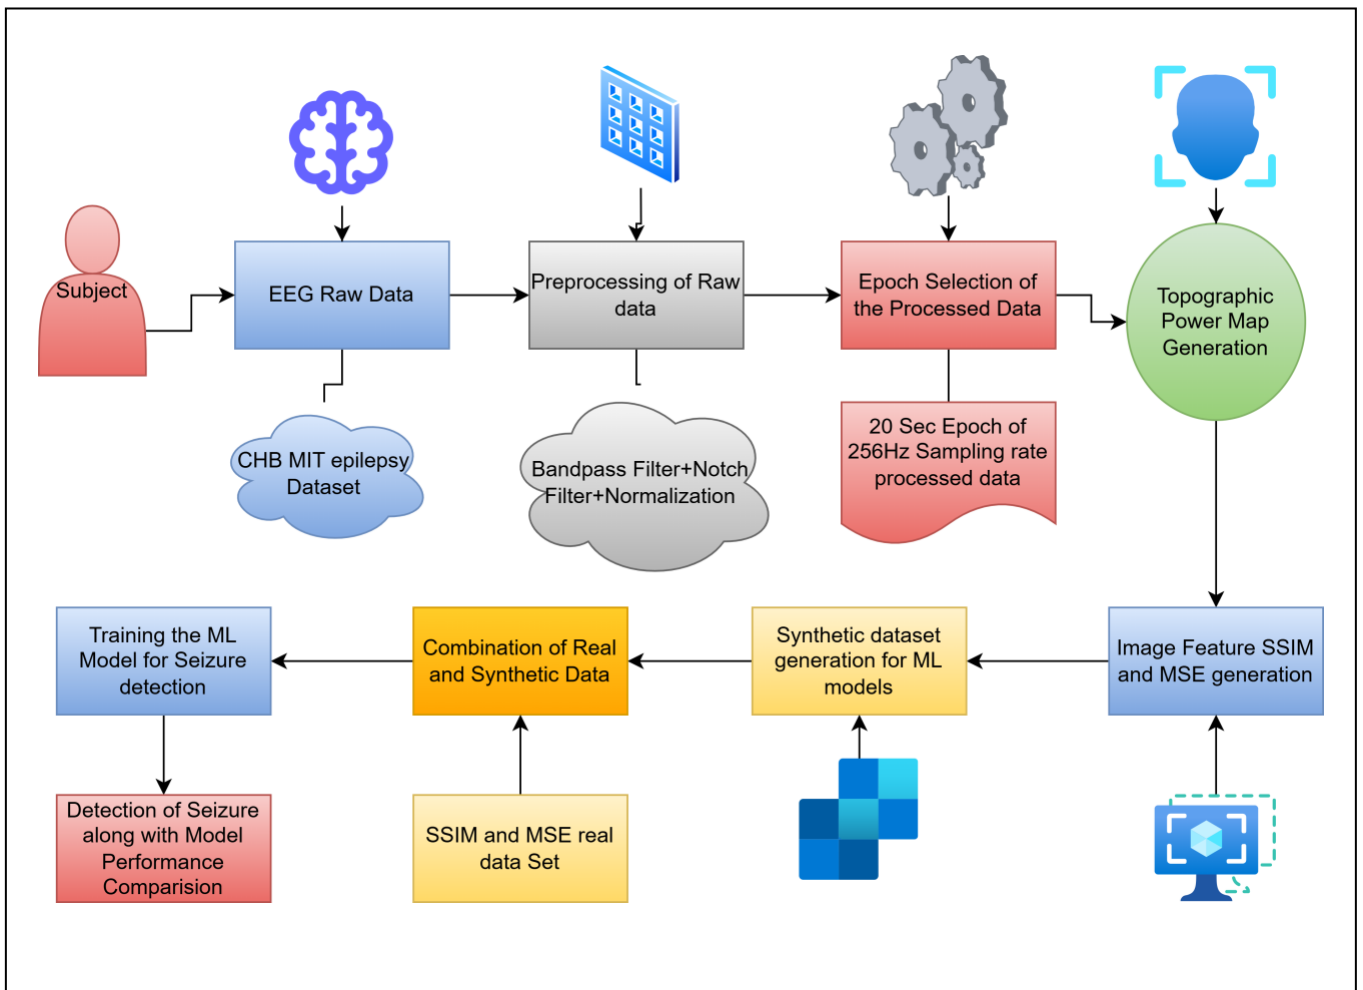 Subject
EEG Raw Data
Preprocessing of Raw
data
Epoch Selection of
the Processed Data
Topographic
Power Map
Generation
CHB MIT epilepsy
Dataset
Bandpass Filter+Notch
Filter+Normalization
20 Sec Epoch of
256Hz Sampling rate
processed data
Training the ML
Model for Seizure
detection
Combination of Real
and Synthetic Data
Synthetic dataset
generation for ML
models
Image Feature SSIM
and MSE generation
Detection of Seizure
along with Model
Performance
Comparision
SSIM and MSE real
data Set